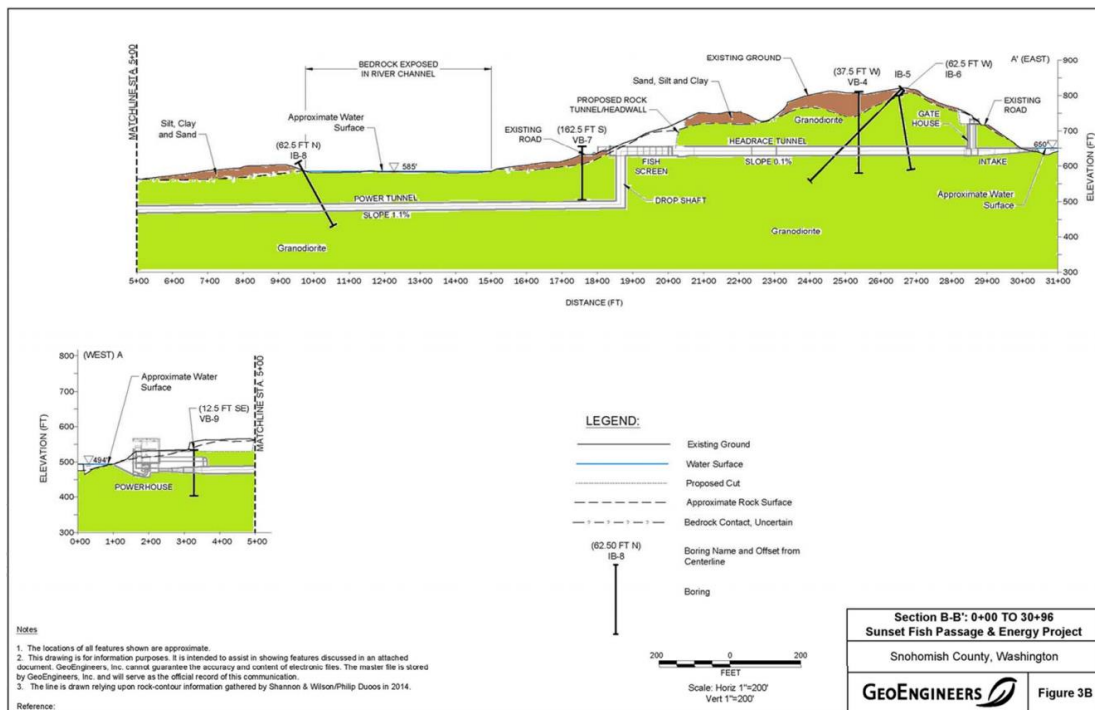 MATCHLINE STA. 5+00
BEDROCK EXPOSED
IN RIVER CHANNEL
EXISTING GROUND
Sand, Silt and Clay
(37.5 FT W)
VB-4
IB-5
(62.5 FT W)
IB-6
A' (EAST)
PROPOSED ROCK
TUNNEL/HEADWALL
Silt, Clay
and Sand
(62.5 FT N)
IB-8
Approximate Water
Surface
585'
EXISTING
ROAD
(162.5 FT S)
VB-7
Granodiorite
HEADRACE TUNNEL
SLOPE 0.1%
GATE
HOUSE
EXISTING
ROAD
650'
INTAKE
FISH
SCREEN
Approximate Water
Surface
DROP SHAFT
POWER TUNNEL
SLOPE 1.1%
Granodiorite
Granodiorite
900
800
700
600
500
400
300
ELEVATION (FT)
5+00 6+00 7+00 8+00 9+00 10+00 11+00 12+00 13+00 14+00 15+00 16+00 17+00 18+00 19+00 20+00 21+00 22+00 23+00 24+00 25+00 26+00 27+00 28+00 29+00 30+00 31+00
DISTANCE (FT)
(WEST) A
Approximate Water
Surface
MATCHLINE STA. 5+00
(12.5 FT SE)
VB-9
494'
POWERHOUSE
800
700
600
500
400
300
ELEVATION (FT)
0+00 1+00 2+00 3+00 4+00 5+00
LEGEND:
Existing Ground
Water Surface
Proposed Cut
Approximate Rock Surface
Bedrock Contact, Uncertain
(62.50 FT N)
IB-8
Boring Name and Offset from
Centerline
Boring
Notes
1. The locations of all features shown are approximate.
2. This drawing is for information purposes. It is intended to assist in showing features discussed in an attached
document. GeoEngineers, Inc. cannot guarantee the accuracy and content of electronic files. The master file is stored
by GeoEngineers, Inc. and will serve as the official record of this communication.
3. The line is drawn relying upon rock-contour information gathered by Shannon & Wilson/Philip Duoos in 2014.
Reference:
200 0 200
FEET
Scale: Horiz 1"=200'
Vert 1"=200'
Section B-B': 0+00 TO 30+96
Sunset Fish Passage & Energy Project
Snohomish County, Washington
GEOENGINEERS
Figure 3B